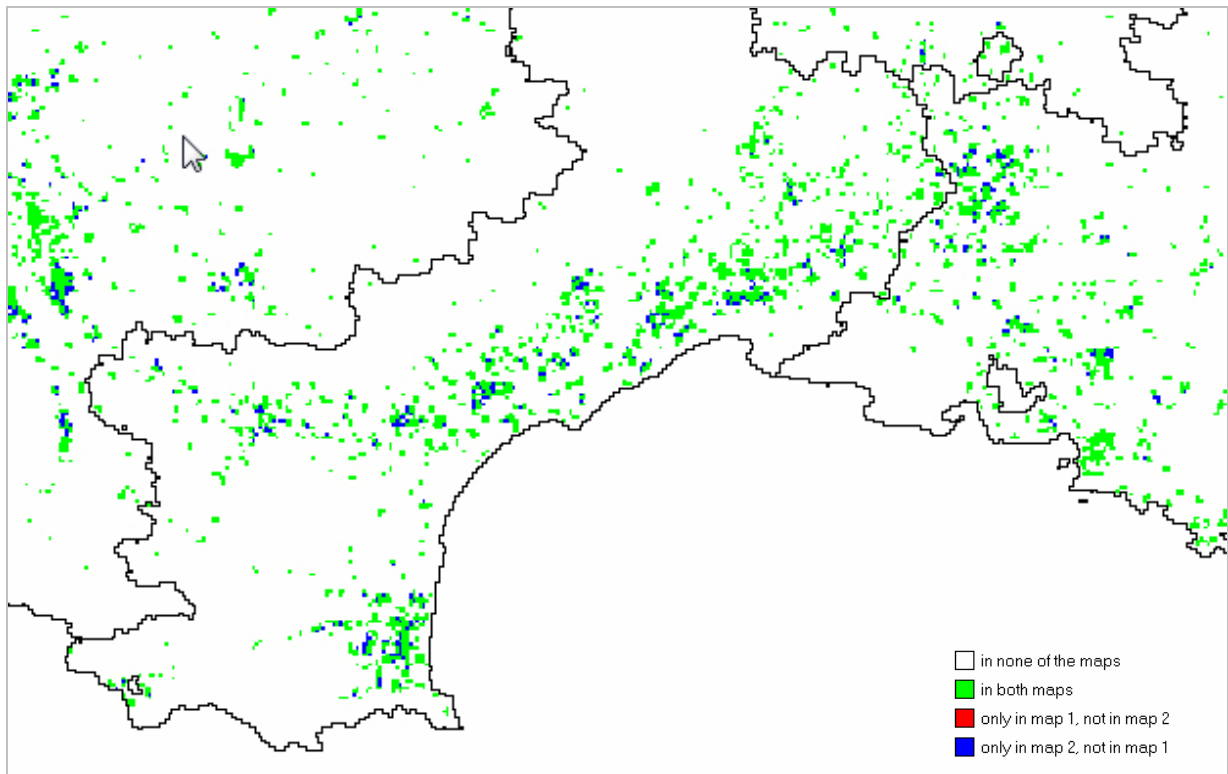 in none of the maps
in both maps
only in map 1, not in map 2
only in map 2, not in map 1